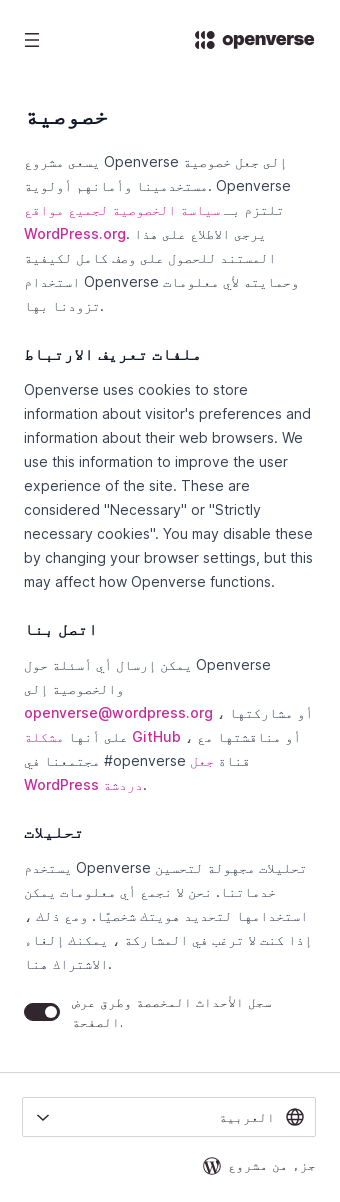 openverse
خصوصية
يسعى مشروع Openverse إلى جعل خصوصية
مستخدمينا وأمانهم أولوية. Openverse
تلتزم بـ سياسة الخصوصية لجميع مواقع
WordPress.org. يرجى الاطلاع على هذا
المستند للحصول على وصف كامل لكيفية
استخدام Openverse وحمايته لأي معلومات
تزودنا بها.
ملفات تعريف الارتباط
Openverse uses cookies to store
information about visitor's preferences and
information about their web browsers. We
use this information to improve the user
experience of the site. These are
considered "Necessary" or "Strictly
necessary cookies". You may disable these
by changing your browser settings, but this
may affect how Openverse functions.
اتصل بنا
يمكن إرسال أي أسئلة حول Openverse
والخصوصية إلى
openverse@wordpress.org ، أو مشاركتها
على أنها مشكلة GitHub ، أو مناقشتها مع
مجتمعنا في #openverse قناة جعل
WordPress دردشة.
تحليلات
يستخدم Openverse تحليلات مجهولة لتحسين
خدماتنا. نحن لا نجمع أي معلومات يمكن
استخدامها لتحديد هويتك شخصيًا. ومع ذلك ،
إذا كنت لا ترغب في المشاركة ، يمكنك إلغاء
الاشتراك هنا.
سجل الأحداث المخصصة وطرق عرض
الصفحة.
العربية
جزء من مشروع